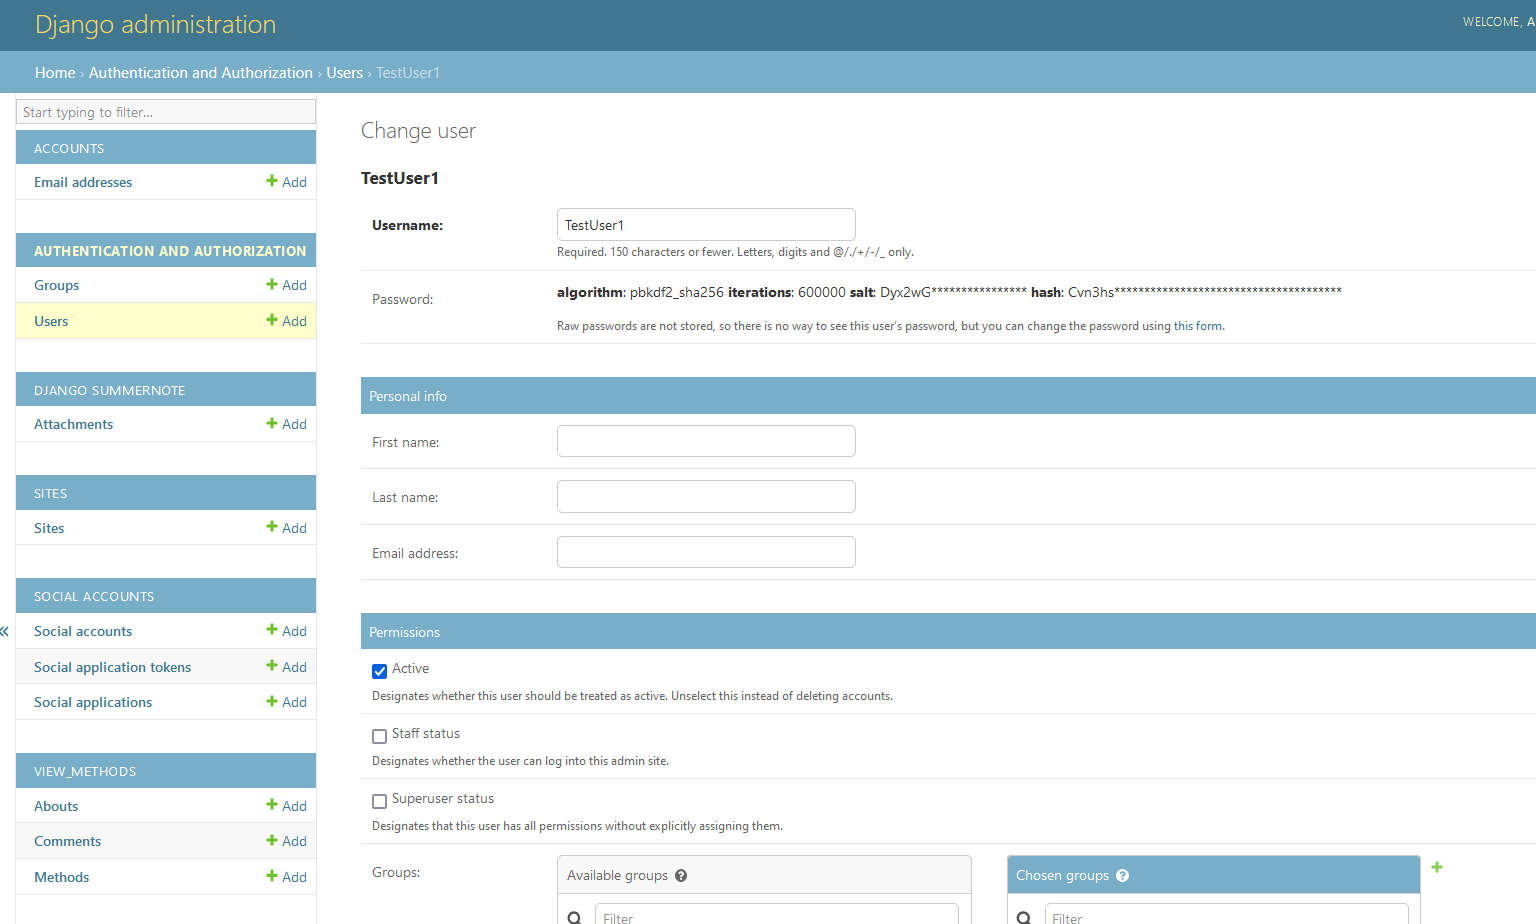 Django administration
WELCOME, A
Home › Authentication and Authorization › Users › TestUser1
Start typing to filter...
ACCOUNTS
Email addresses + Add
AUTHENTICATION AND AUTHORIZATION
Groups + Add
Users + Add
DJANGO SUMMERNOTE
Attachments + Add
SITES
Sites + Add
SOCIAL ACCOUNTS
Social accounts + Add
Social application tokens + Add
Social applications + Add
VIEW_METHODS
Abouts + Add
Comments + Add
Methods + Add
«
Change user
TestUser1
Username: TestUser1
Required. 150 characters or fewer. Letters, digits and @/./+/-/_ only.
Password: algorithm: pbkdf2_sha256 iterations: 600000 salt: Dyx2wG**************** hash: Cvn3hs**************************************
Raw passwords are not stored, so there is no way to see this user's password, but you can change the password using this form.
Personal info
First name:
Last name:
Email address:
Permissions
Active
Designates whether this user should be treated as active. Unselect this instead of deleting accounts.
Staff status
Designates whether the user can log into this admin site.
Superuser status
Designates that this user has all permissions without explicitly assigning them.
Groups: Available groups ? Chosen groups ? +
Filter Filter